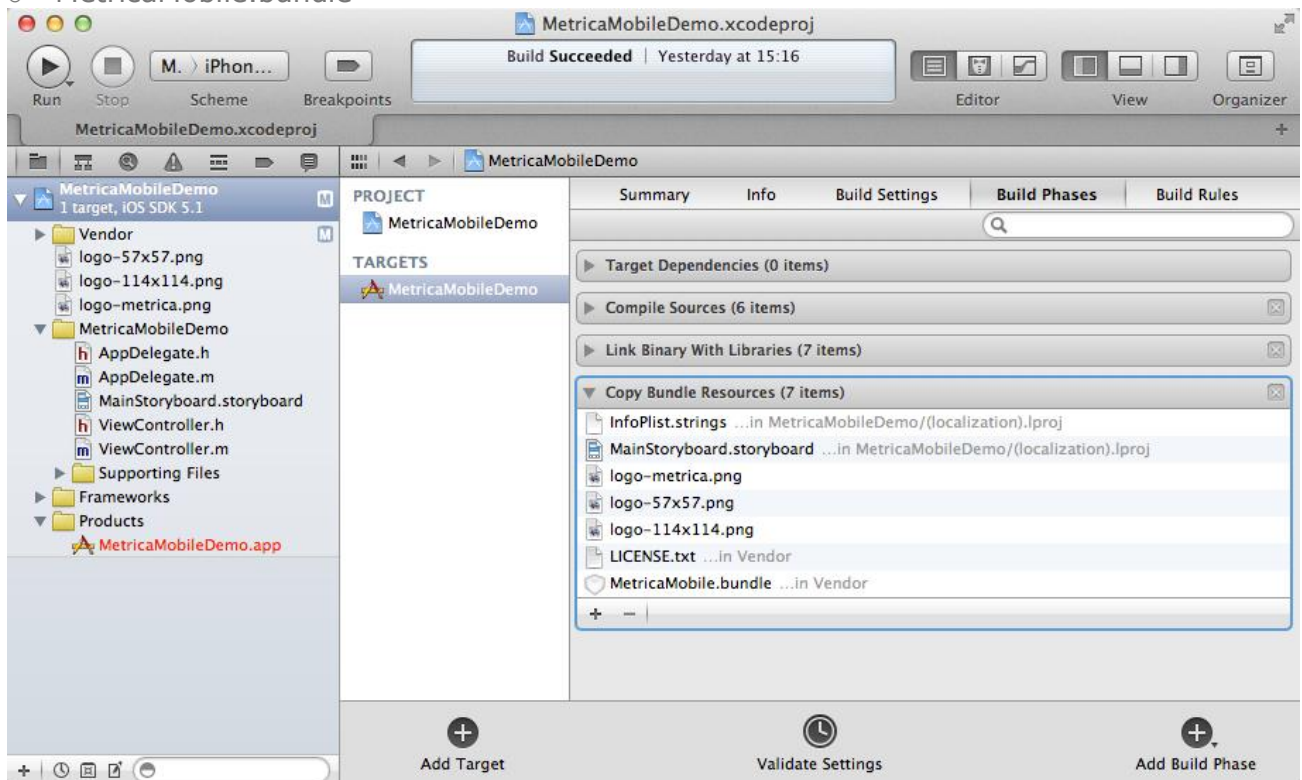 MetricaMobile.bundle
MetricaMobileDemo.xcodeproj
M. iPhon...
Build Succeeded | Yesterday at 15:16
Run Stop Scheme Breakpoints Editor View Organizer
MetricaMobileDemo.xcodeproj
MetricaMobileDemo
MetricaMobileDemo M
1 target, iOS SDK 5.1
Vendor M
logo-57x57.png
logo-114x114.png
logo-metrica.png
MetricaMobileDemo
h AppDelegate.h
m AppDelegate.m
MainStoryboard.storyboard
h ViewController.h
m ViewController.m
Supporting Files
Frameworks
Products
MetricaMobileDemo.app
PROJECT
MetricaMobileDemo
TARGETS
MetricaMobileDemo
Summary Info Build Settings Build Phases Build Rules
Target Dependencies (0 items)
Compile Sources (6 items)
Link Binary With Libraries (7 items)
Copy Bundle Resources (7 items)
InfoPlist.strings ...in MetricaMobileDemo/(localization).lproj
MainStoryboard.storyboard ...in MetricaMobileDemo/(localization).lproj
logo-metrica.png
logo-57x57.png
logo-114x114.png
LICENSE.txt ...in Vendor
MetricaMobile.bundle ...in Vendor
Add Target Validate Settings Add Build Phase